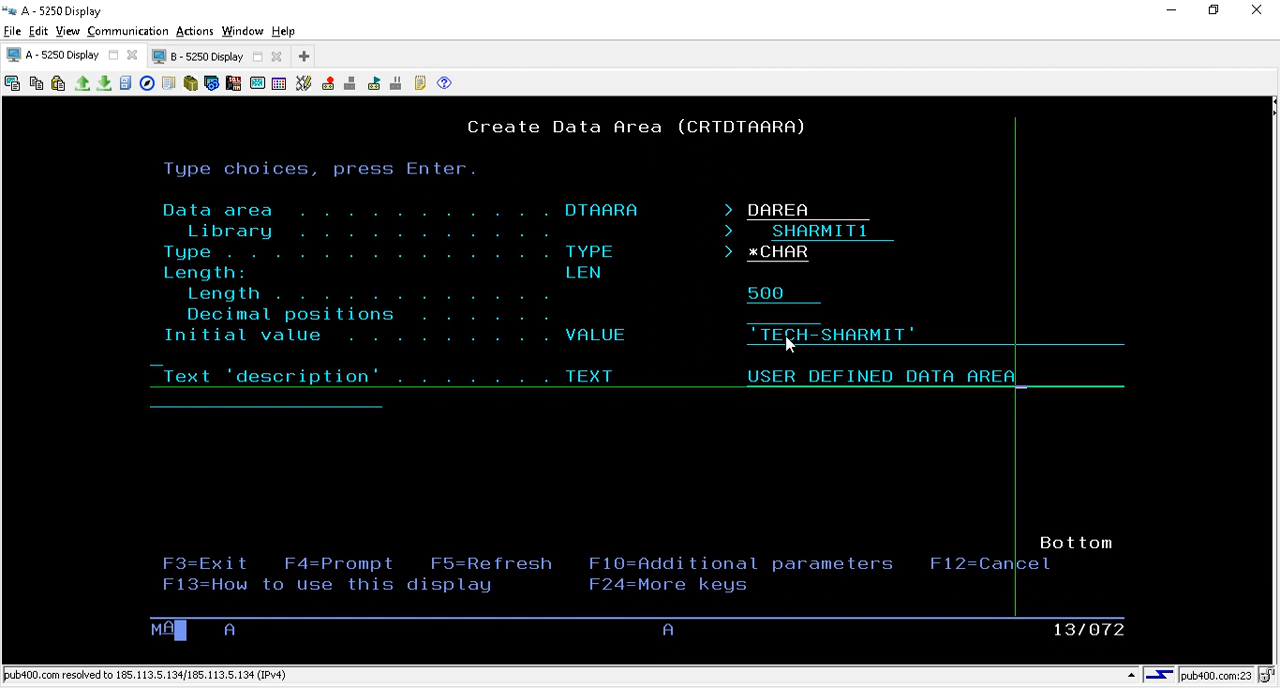 A - 5250 Display
File Edit View Communication Actions Window Help
A - 5250 Display B - 5250 Display
Create Data Area (CRTDTAARA)
Type choices, press Enter.
Data area . . . . . . . . . . . DTAARA > DAREA
Library . . . . . . . . . . . > SHARMIT1
Type . . . . . . . . . . . . . . TYPE > *CHAR
Length: LEN
Length . . . . . . . . . . . . 500
Decimal positions . . . . . .
Initial value . . . . . . . . . VALUE 'TECH-SHARMIT'
Text 'description' . . . . . . . TEXT USER DEFINED DATA AREA
Bottom
F3=Exit F4=Prompt F5=Refresh F10=Additional parameters F12=Cancel
F13=How to use this display F24=More keys
MA A A 13/072
pub400.com resolved to 185.113.5.134/185.113.5.134 (IPv4) pub400.com:23